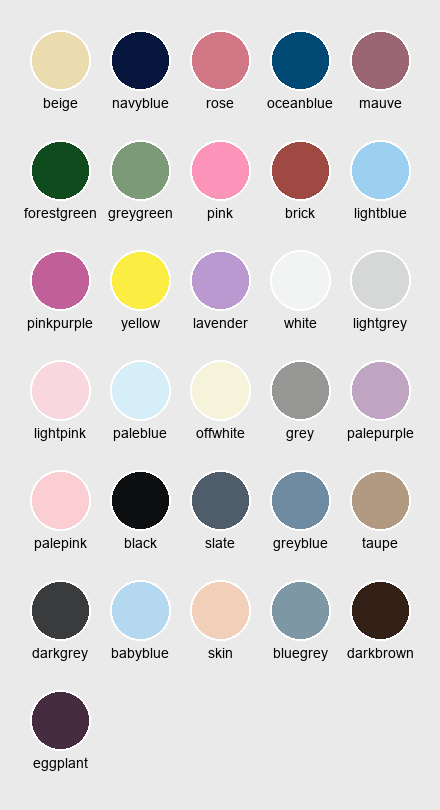 beige navyblue rose oceanblue mauve
forestgreen greygreen pink brick lightblue
pinkpurple yellow lavender white lightgrey
lightpink paleblue offwhite grey palepurple
palepink black slate greyblue taupe
darkgrey babyblue skin bluegrey darkbrown
eggplant